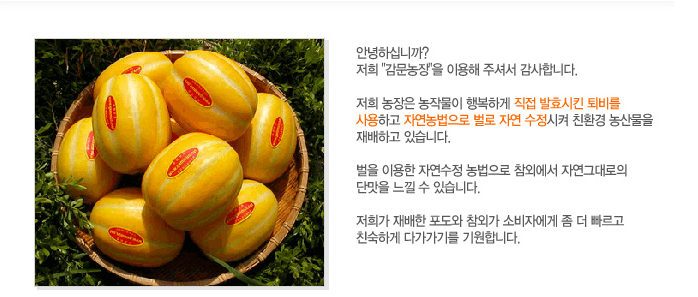 안녕하십니까?
저희 "감문농장"을 이용해 주셔서 감사합니다.
저희 농장은 농작물이 행복하게 직접 발효시킨 퇴비를
사용하고 자연농법으로 벌로 자연 수정시켜 친환경 농산물을
재배하고 있습니다.
벌을 이용한 자연수정 농법으로 참외에서 자연그대로의
단맛을 느낄 수 있습니다.
저희가 재배한 포도와 참외가 소비자에게 좀 더 빠르고
친숙하게 다가가기를 기원합니다.